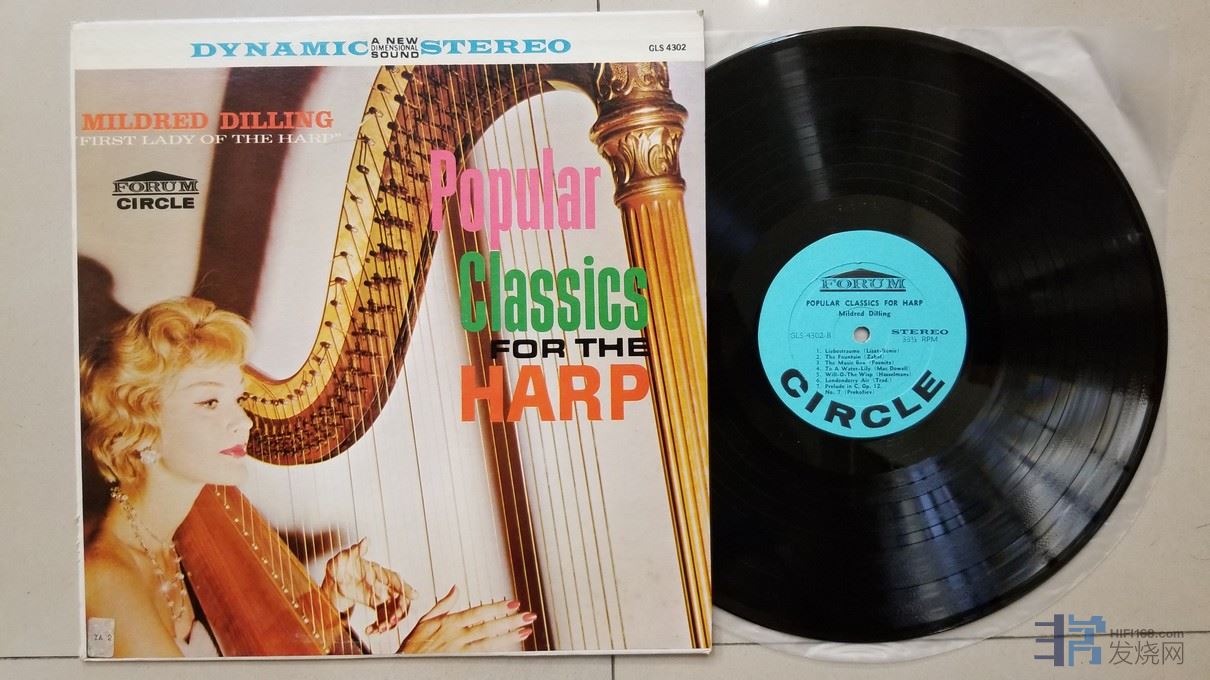 DYNAMIC A NEW DIMENSIONAL SOUND STEREO
GLS 4302
MILDRED DILLING
"FIRST LADY OF THE HARP"
FORUM
CIRCLE
Popular
Classics
FOR THE
HARP
ZA 2
FORUM
POPULAR CLASSICS FOR HARP
Mildred Dilling
GLS-4302-B
STEREO
33⅓ RPM
1. Liebestraume (Liszt-
2. The Fountain (Zabel)
3. The Music Box (Poenitz)
4. To A Water-Lily (Mac Dowell)
5. Will-O-The Wisp (Hasselmans)
6. Londonderry Air (Trad.)
7. Prelude in C, Op. 12,
No. 7 (Prokofiev)
CIRCLE
HIFI168.com
发烧网